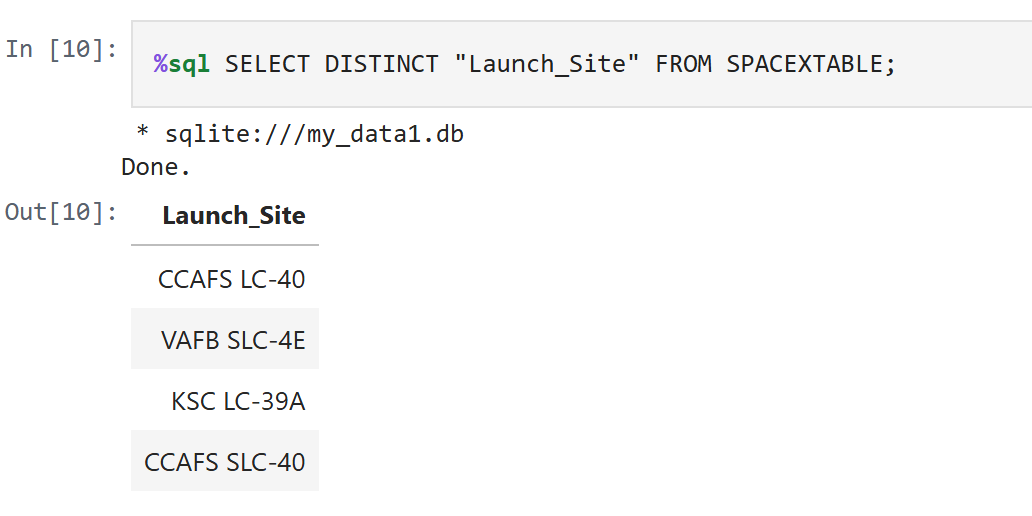 In [10]: %sql SELECT DISTINCT "Launch_Site" FROM SPACEXTABLE;
* sqlite:///my_data1.db
Done.
Out[10]: Launch_Site
CCAFS LC-40
VAFB SLC-4E
KSC LC-39A
CCAFS SLC-40